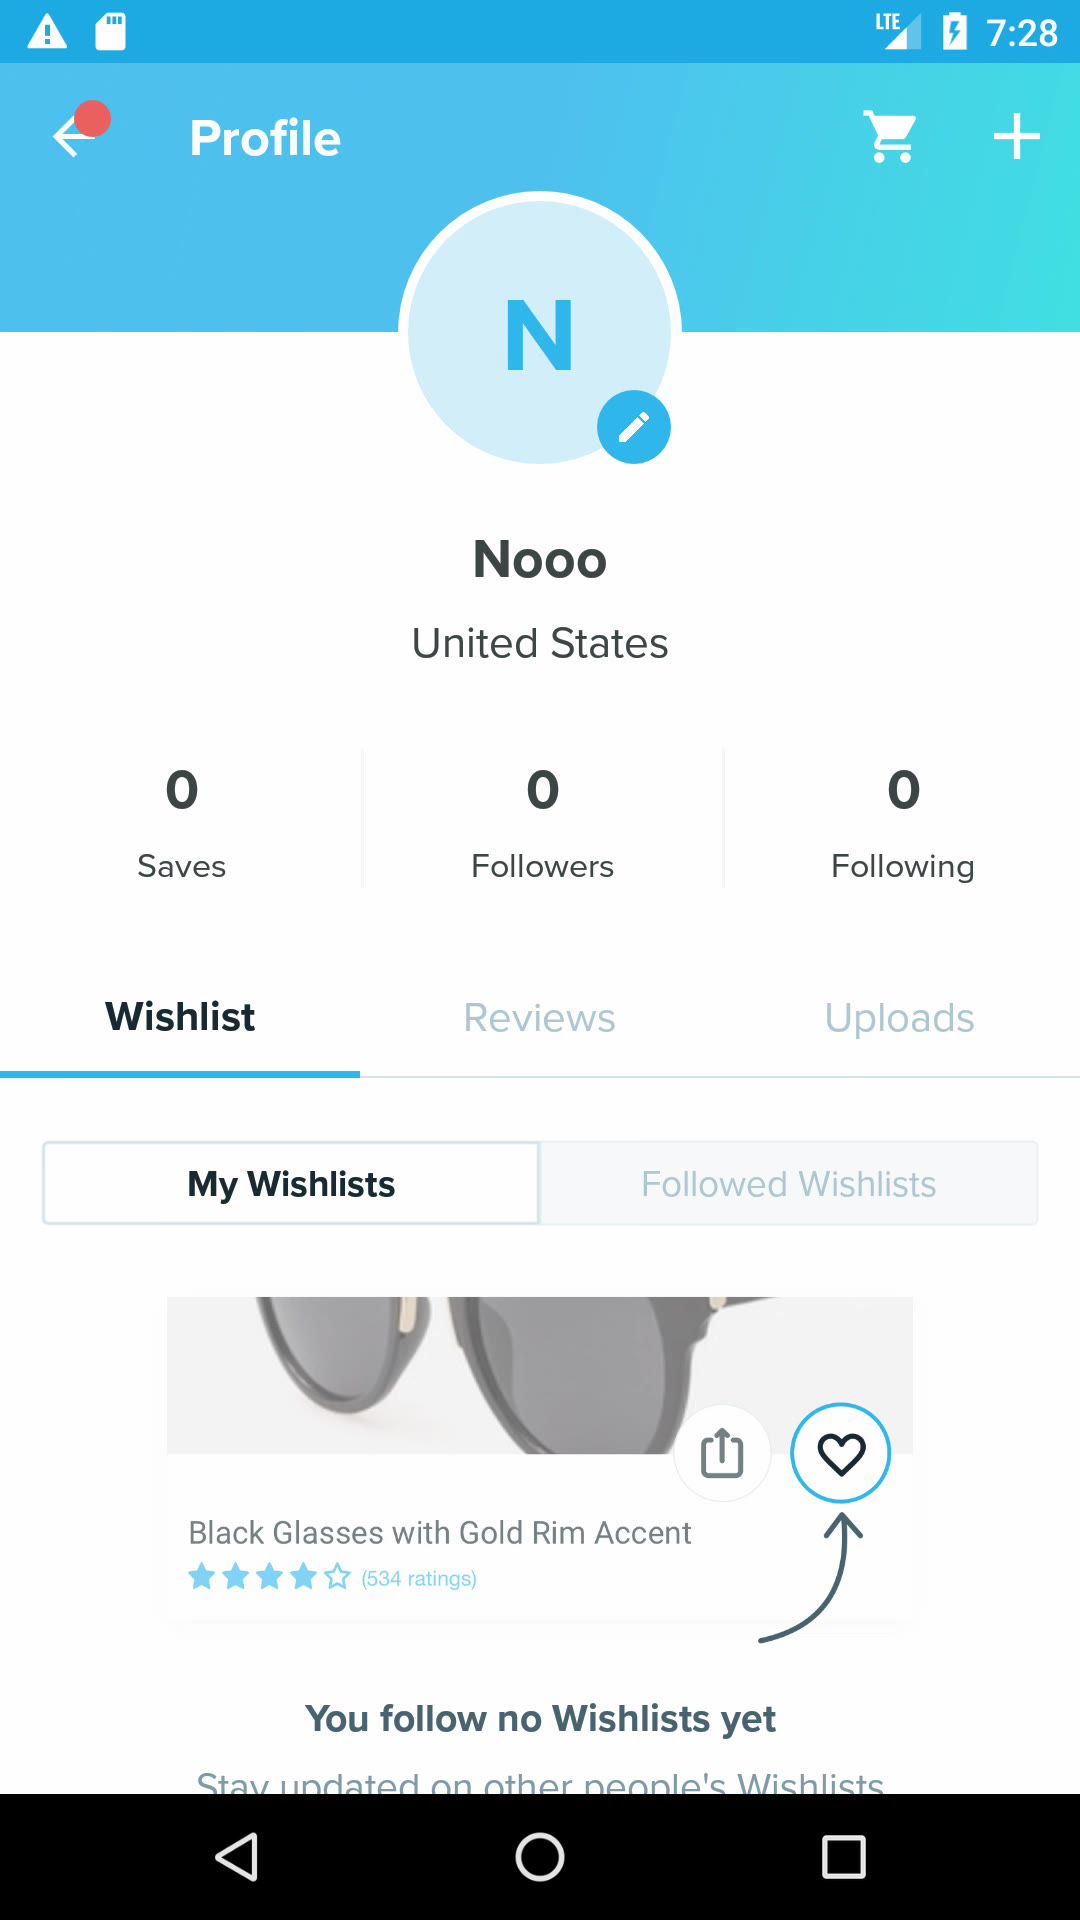 LTE 7:28
Profile
N
Nooo
United States
0 0 0
Saves Followers Following
Wishlist Reviews Uploads
My Wishlists Followed Wishlists
Black Glasses with Gold Rim Accent
(534 ratings)
You follow no Wishlists yet
Stay updated on other people's Wishlists